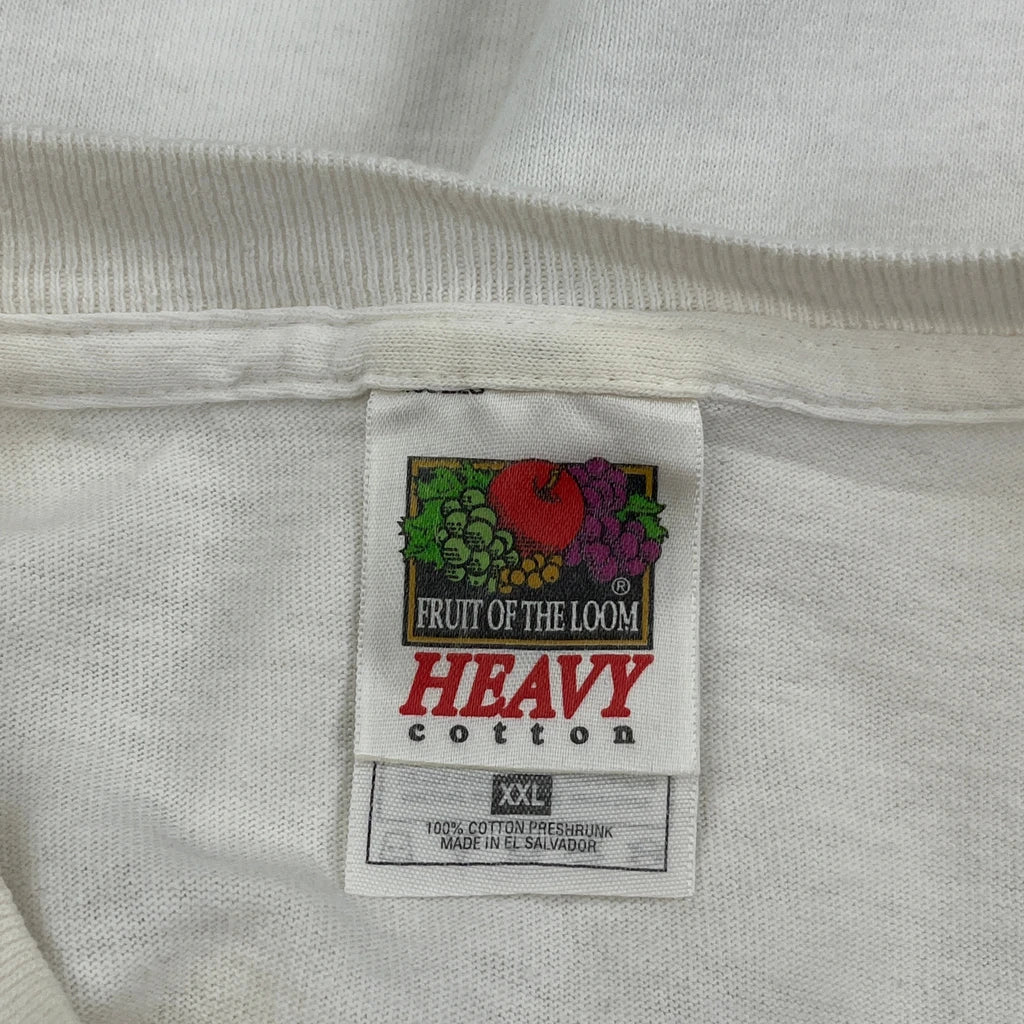 ®
FRUIT OF THE LOOM
HEAVY
cotton
XXL
100% COTTON PRESHRUNK
MADE IN EL SALVADOR